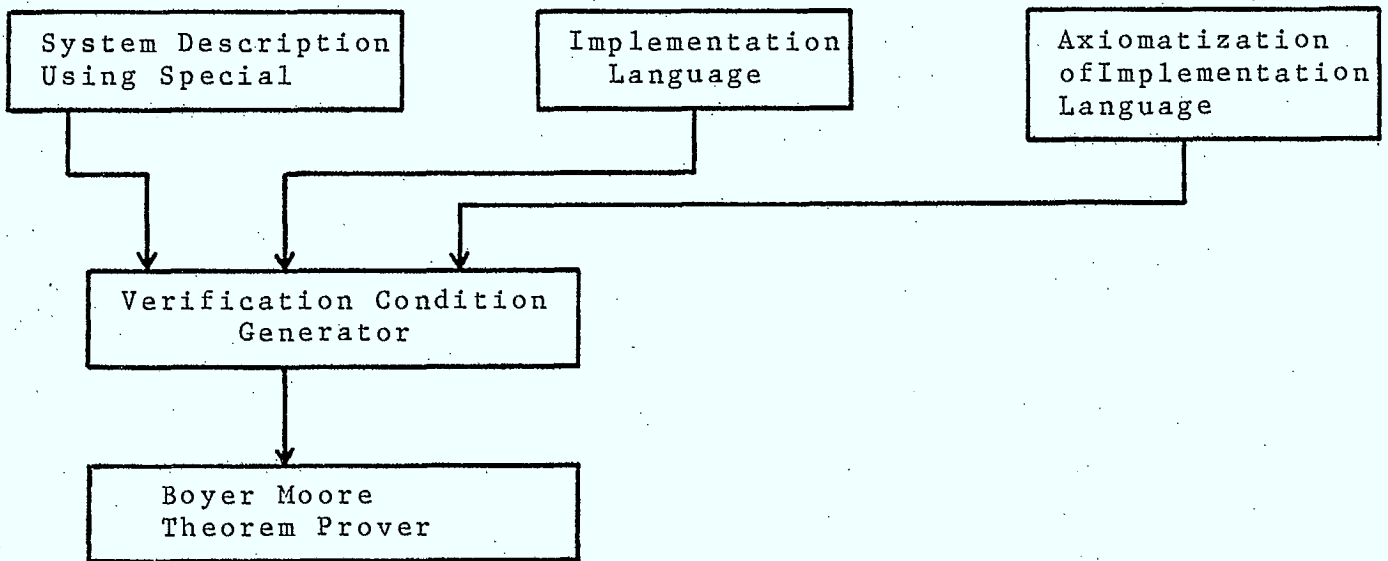 System Description
Using Special
Implementation
Language
Axiomatization
ofImplementation
Language
Verification Condition
Generator
Boyer Moore
Theorem Prover